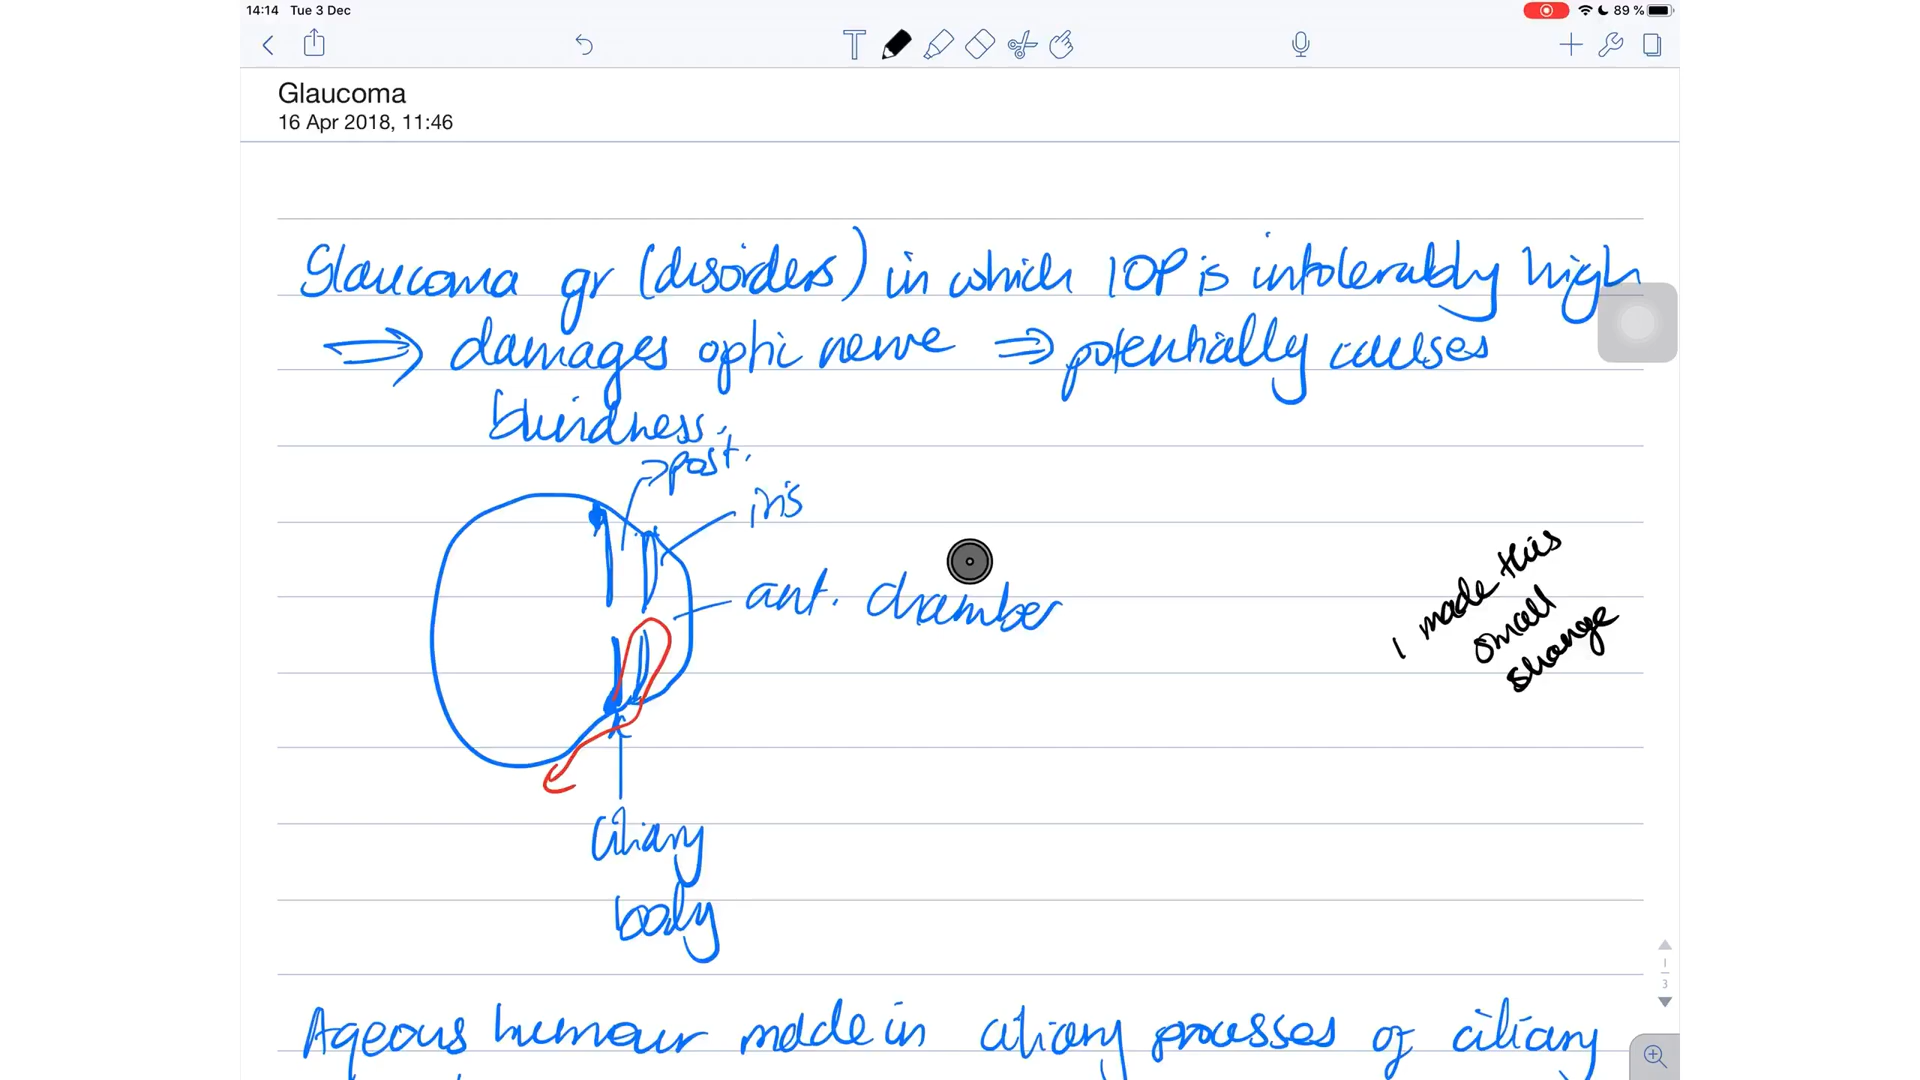 14:14 Tue 3 Dec
89 %
T
Glaucoma
16 Apr 2018, 11:46
Glaucoma gr (disorders) in which IOP is intolerably high
⇒ damages optic nerve ⇒ potentially causes
blindness.
→ post.
iris
ant. chamber
I made this
small
change
Ciliary
body
Aqeous humour made in ciliary processes of ciliary
1
3